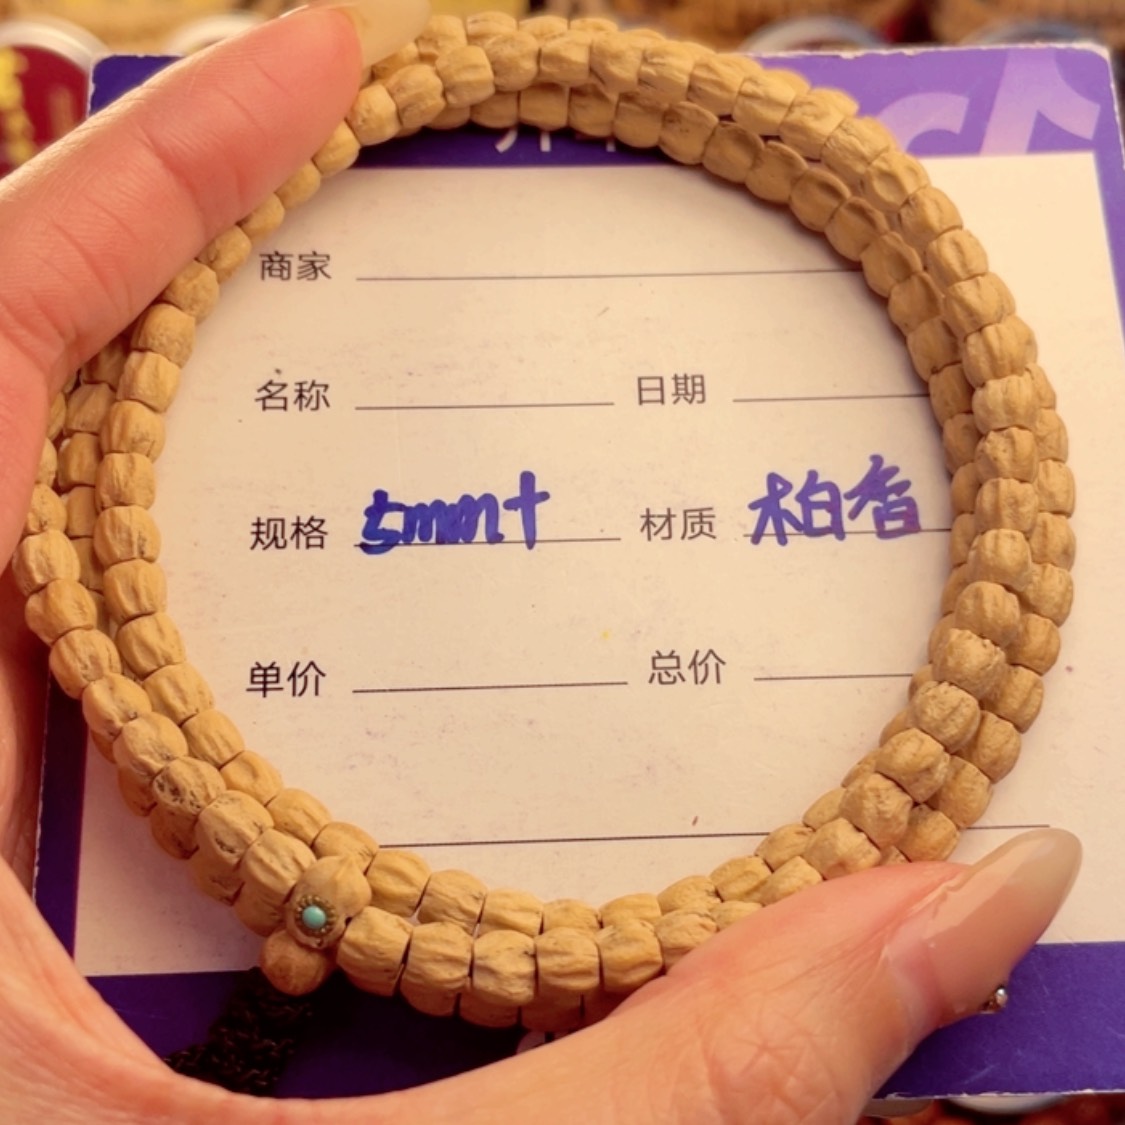 商家
名称 日期
规格 5mm+ 材质 柏香
单价 总价